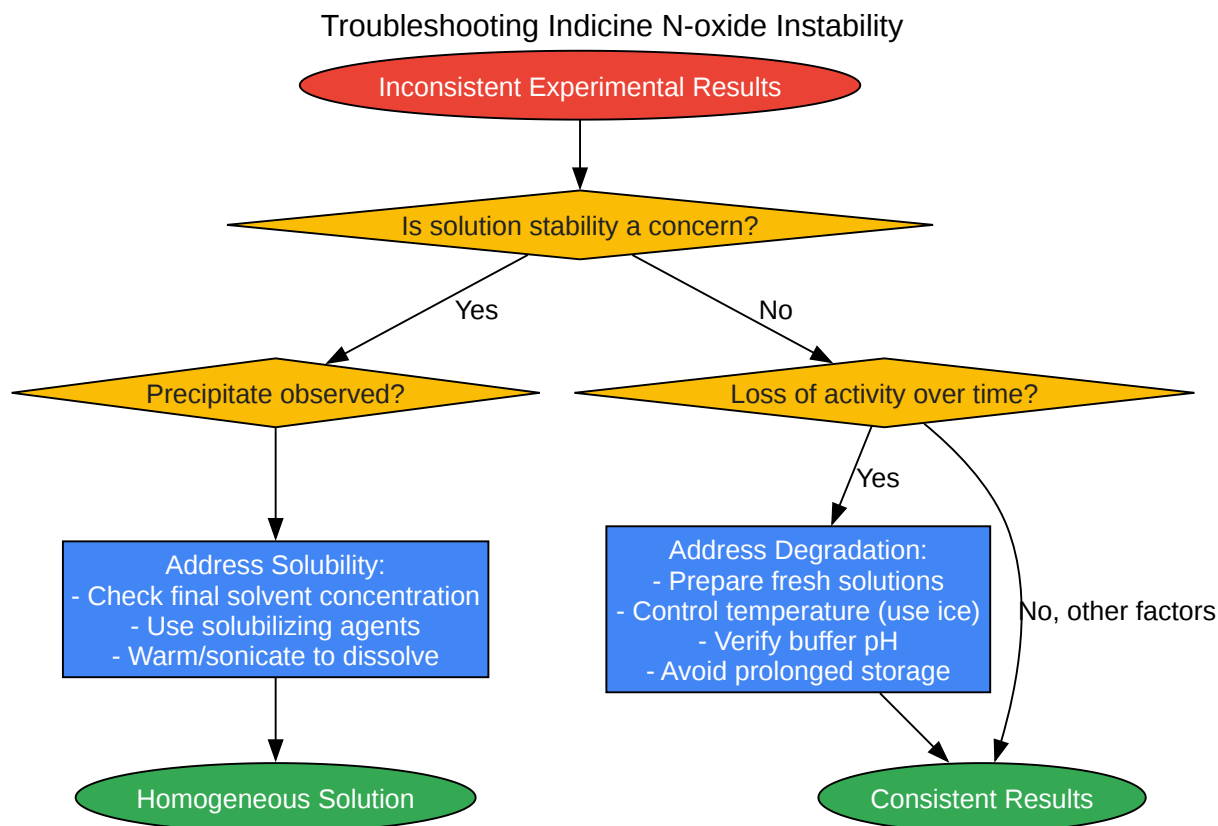 Troubleshooting Indicine N-oxide Instability
Inconsistent Experimental Results
Is solution stability a concern?
Yes
No
Precipitate observed?
Loss of activity over time?
Yes
Address Solubility:
- Check final solvent concentration
- Use solubilizing agents
- Warm/sonicate to dissolve
Address Degradation:
- Prepare fresh solutions
- Control temperature (use ice)
- Verify buffer pH
- Avoid prolonged storage
No, other factors
Homogeneous Solution
Consistent Results